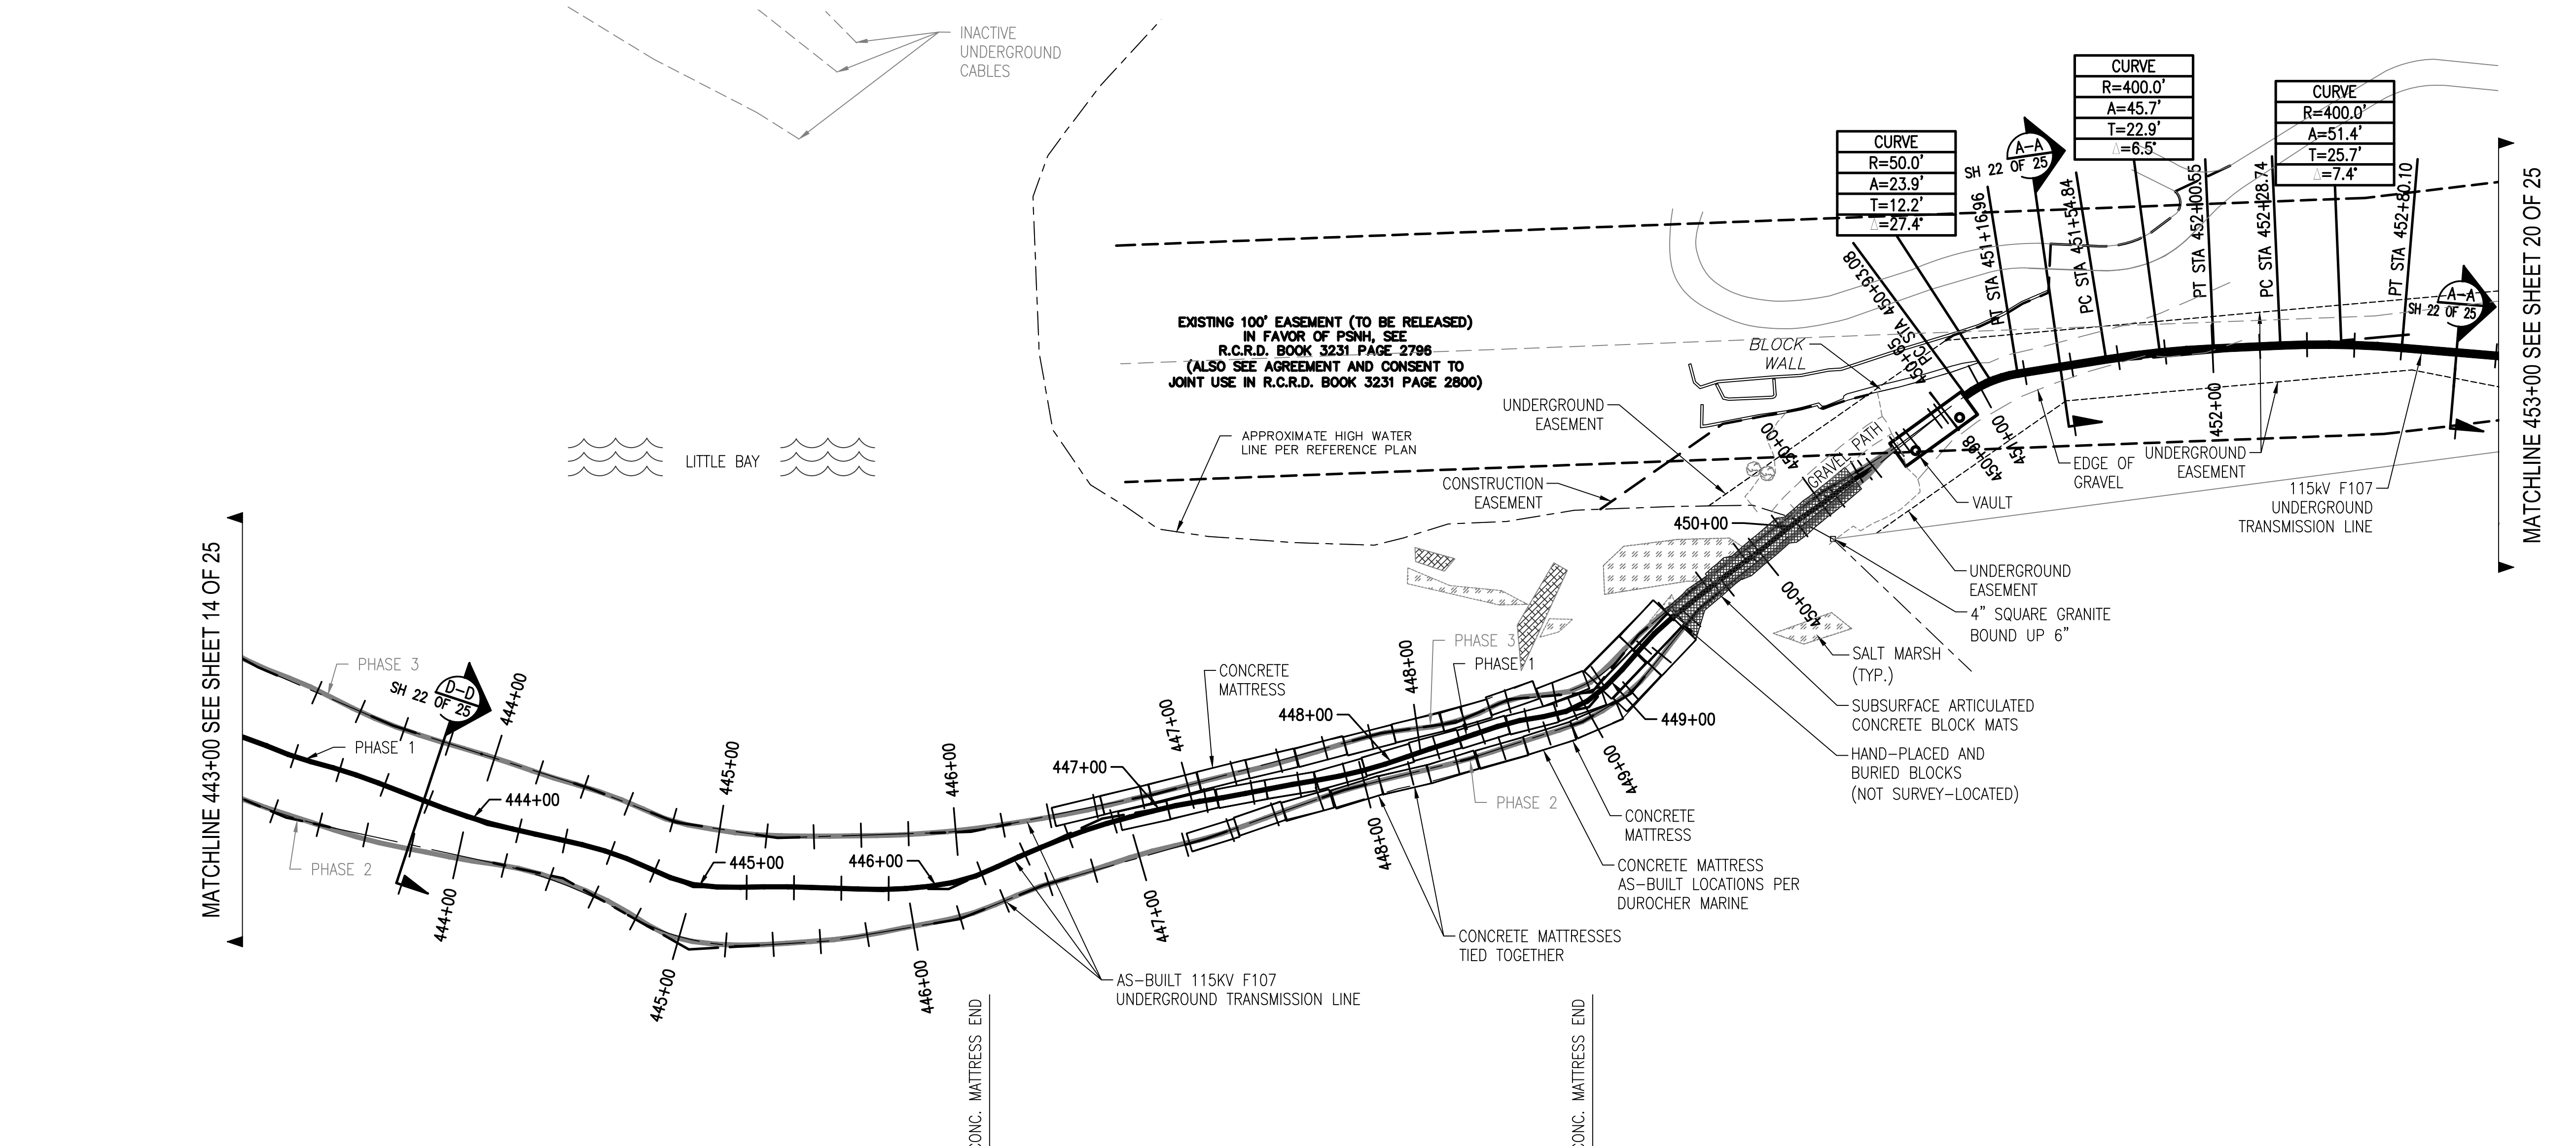 INACTIVE
UNDERGROUND
CABLES
CURVE
R=400.0'
A=45.7'
T=22.9'
Δ=6.5°
CURVE
R=400.0'
A=51.4'
T=25.7'
Δ=7.4°
CURVE
R=50.0'
A=23.9'
T=12.2'
Δ=27.4°
A-A
SH 22 OF 25
PC STA 450+93.08
PT STA 451+16.96
PC STA 451+54.84
PT STA 452+00.55
PC STA 452+28.74
PT STA 452+80.10
A-A
SH 22 OF 25
MATCHLINE 453+00 SEE SHEET 20 OF 25
EXISTING 100' EASEMENT (TO BE RELEASED)
IN FAVOR OF PSNH, SEE
R.C.R.D. BOOK 3231 PAGE 2796
(ALSO SEE AGREEMENT AND CONSENT TO
JOINT USE IN R.C.R.D. BOOK 3231 PAGE 2800)
BLOCK
WALL
450+65
UNDERGROUND
EASEMENT
APPROXIMATE HIGH WATER
LINE PER REFERENCE PLAN
LITTLE BAY
450+00
GRAVEL PATH
450+98
451+00
452+00
EDGE OF
GRAVEL
UNDERGROUND
EASEMENT
CONSTRUCTION
EASEMENT
VAULT
115kV F107
UNDERGROUND
TRANSMISSION LINE
450+00
UNDERGROUND
EASEMENT
450+00
4" SQUARE GRANITE
BOUND UP 6"
SALT MARSH
(TYP.)
SUBSURFACE ARTICULATED
CONCRETE BLOCK MATS
HAND-PLACED AND
BURIED BLOCKS
(NOT SURVEY-LOCATED)
MATCHLINE 443+00 SEE SHEET 14 OF 25
PHASE 3
D-D
SH 22 OF 25
444+00
PHASE 1
444+00
PHASE 2
444+00
445+00
445+00
445+00
446+00
446+00
446+00
447+00
447+00
447+00
CONCRETE
MATTRESS
448+00
448+00
448+00
PHASE 3
PHASE 1
PHASE 2
449+00
449+00
CONCRETE
MATTRESS
CONCRETE MATTRESS
AS-BUILT LOCATIONS PER
DUROCHER MARINE
CONCRETE MATTRESSES
TIED TOGETHER
AS-BUILT 115KV F107
UNDERGROUND TRANSMISSION LINE
CONC. MATTRESS END
CONC. MATTRESS END